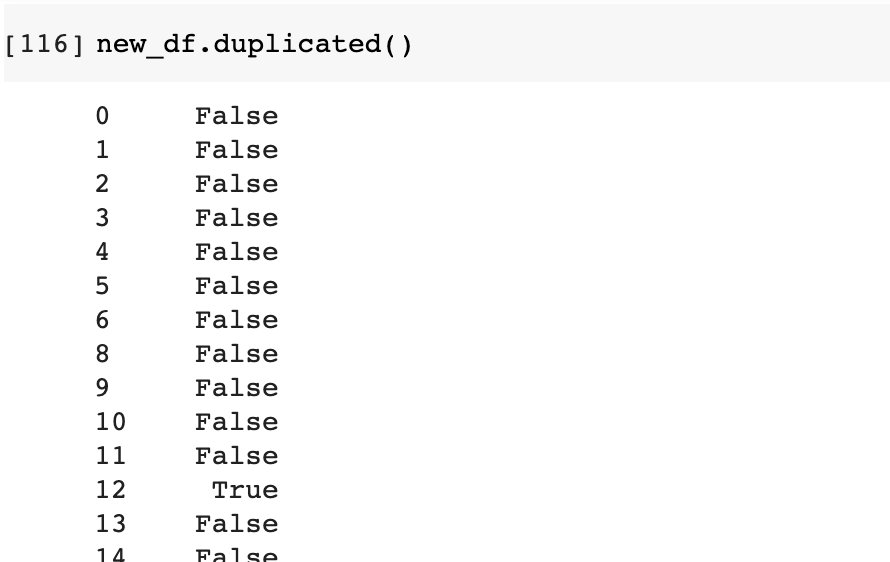 [116] new_df.duplicated()
0 False
1 False
2 False
3 False
4 False
5 False
6 False
8 False
9 False
10 False
11 False
12 True
13 False
14 False